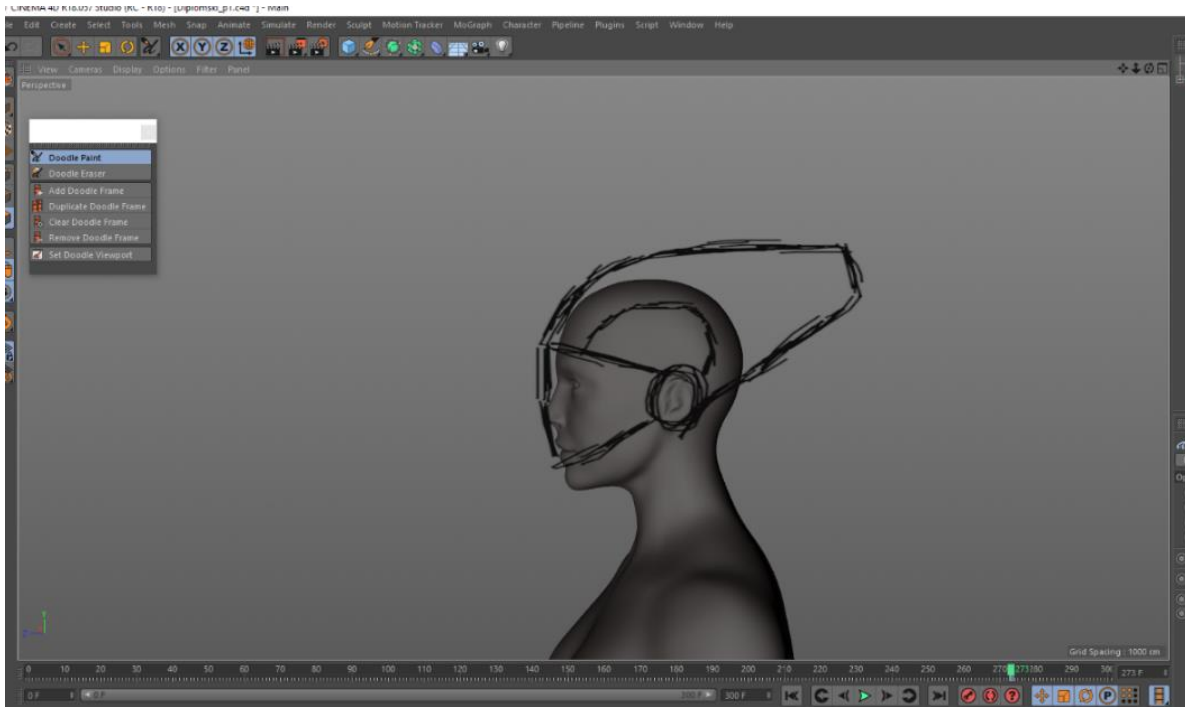 CINEMA 4D R18.057 Studio (RC - R18) - [Diplomski_p1.c4d *] - Main
Edit Create Select Tools Mesh Snap Animate Simulate Render Sculpt Motion Tracker MoGraph Character Pipeline Plugins Script Window Help
X Y Z
View Cameras Display Options Filter Panel
Perspective
Doodle Paint
Doodle Eraser
Add Doodle Frame
Duplicate Doodle Frame
Clear Doodle Frame
Remove Doodle Frame
Set Doodle Viewport
Y
Z
Grid Spacing : 1000 cm
0 10 20 30 40 50 60 70 80 90 100 110 120 130 140 150 160 170 180 190 200 210 220 230 240 250 260 270 273 280 290 300 273 F
0 F 0 F 300 F 300 F